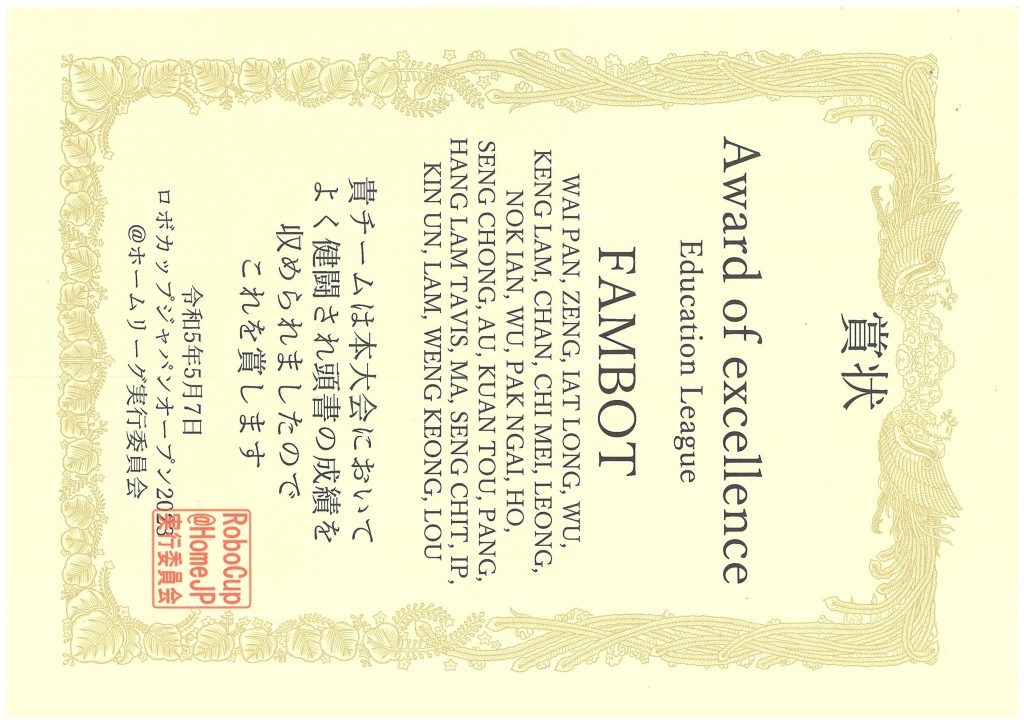 賞状
Award of excellence
Education League
FAMBOT
WAI PAN, ZENG, IAT LONG, WU,
KENG LAM, CHAN, CHI MEI, LEONG,
NOK IAN, WU, PAK NGAI, HO,
SENG CHONG, AU, KUAN TOU, PANG,
HANG LAM TAVIS, MA, SENG CHIT, IP,
KIN UN, LAM, WENG KEONG, LOU
貴チームは本大会において
よく健闘され頭書の成績を
収められましたので
これを賞します
令和5年5月7日
ロボカップジャパンオープン2023
@ホームリーグ実行委員会
RoboCup
@HomeJP
実行委員会